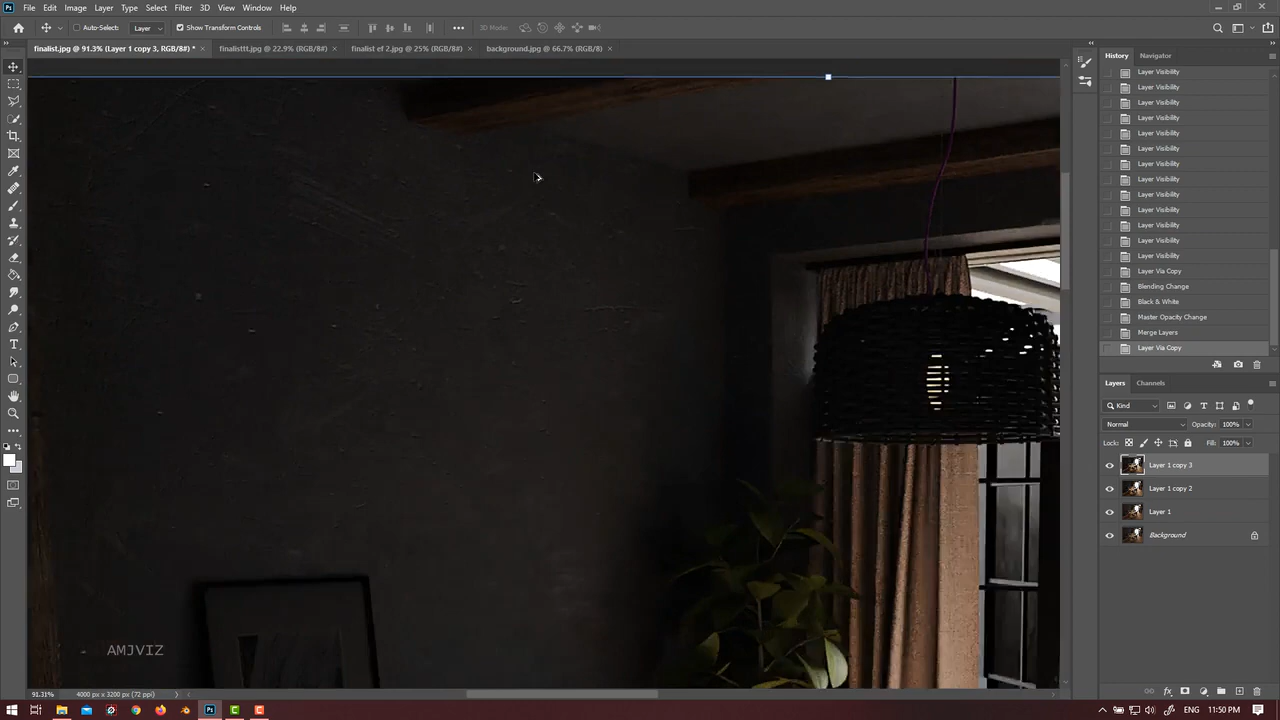 File Edit Image Layer Type Select Filter 3D View Window Help
Auto-Select: Layer Show Transform Controls 3D Mode:
finalist.jpg @ 91.3% (Layer 1 copy 3, RGB/8#) * finalisttt.jpg @ 22.9% (RGB/8#) finalist ef 2.jpg @ 25% (RGB/8#) background.jpg @ 66.7% (RGB/8)
History Navigator
Layer Visibility
Layer Visibility
Layer Visibility
Layer Visibility
Layer Visibility
Layer Visibility
Layer Visibility
Layer Visibility
Layer Visibility
Layer Visibility
Layer Visibility
Layer Visibility
Layer Visibility
Layer Via Copy
Blending Change
Black & White
Master Opacity Change
Merge Layers
Layer Via Copy
Layers Channels
Kind
Normal Opacity: 100%
Lock: Fill: 100%
Layer 1 copy 3
Layer 1 copy 2
Layer 1
Background
AMJVIZ
91.31% 4000 px x 3200 px (72 ppi)
Ps ENG 11:50 PM